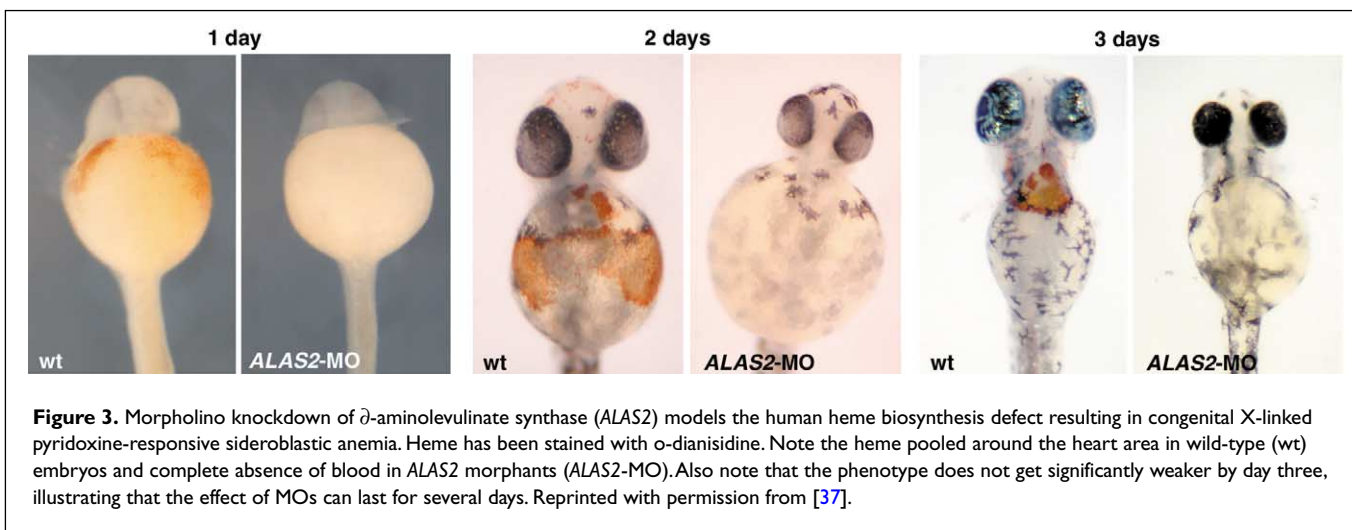 1 day 2 days 3 days
wt ALAS2-MO wt ALAS2-MO wt ALAS2-MO
Figure 3. Morpholino knockdown of ∂-aminolevulinate synthase (ALAS2) models the human heme biosynthesis defect resulting in congenital X-linked
pyridoxine-responsive sideroblastic anemia. Heme has been stained with o-dianisidine. Note the heme pooled around the heart area in wild-type (wt)
embryos and complete absence of blood in ALAS2 morphants (ALAS2-MO). Also note that the phenotype does not get significantly weaker by day three,
illustrating that the effect of MOs can last for several days. Reprinted with permission from [37].